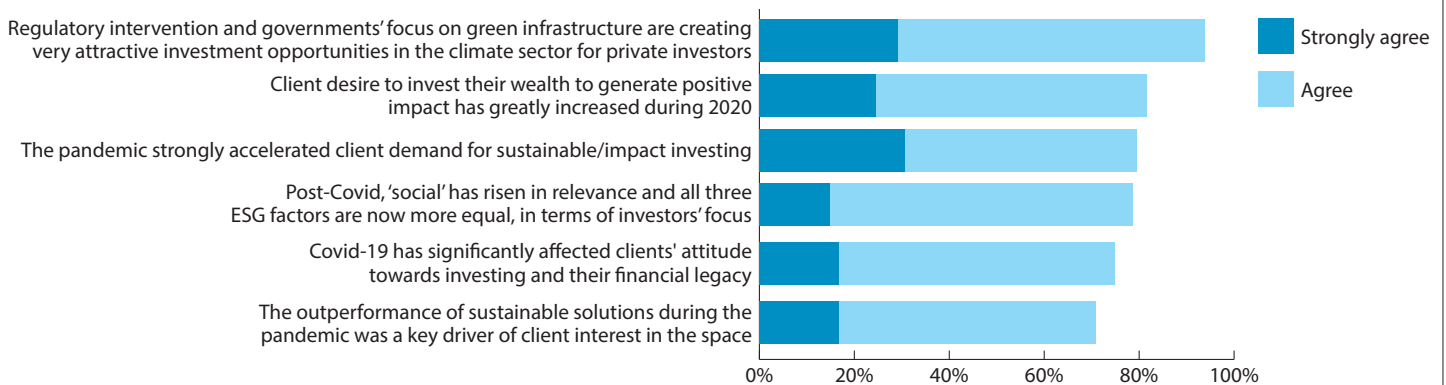 Regulatory intervention and governments’ focus on green infrastructure are creating
very attractive investment opportunities in the climate sector for private investors
Client desire to invest their wealth to generate positive
impact has greatly increased during 2020
The pandemic strongly accelerated client demand for sustainable/impact investing
Post-Covid, ‘social’ has risen in relevance and all three
ESG factors are now more equal, in terms of investors’ focus
Covid-19 has significantly affected clients' attitude
towards investing and their financial legacy
The outperformance of sustainable solutions during the
pandemic was a key driver of client interest in the space
0% 20% 40% 60% 80% 100%
Strongly agree
Agree